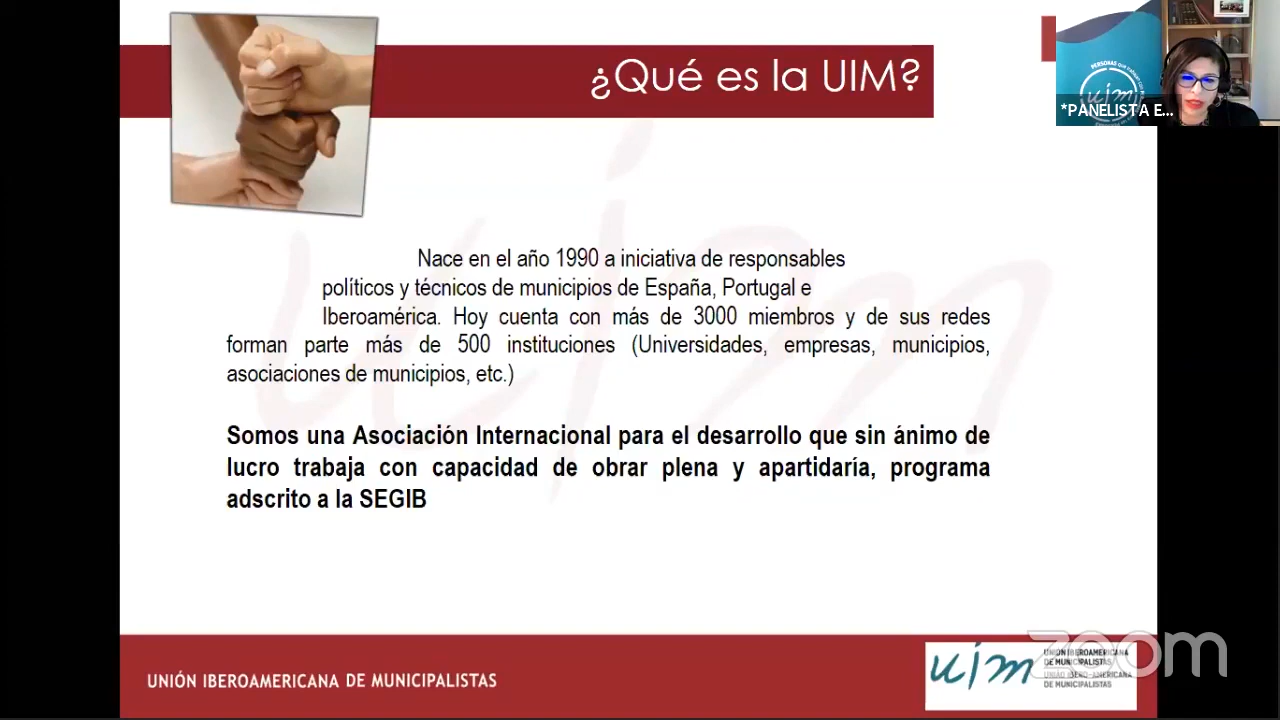 ¿Qué es la UIM?
PERSONAS que
uim
*PANELISTA E...
Nace en el año 1990 a iniciativa de responsables
políticos y técnicos de municipios de España, Portugal e
Iberoamérica. Hoy cuenta con más de 3000 miembros y de sus redes
forman parte más de 500 instituciones (Universidades, empresas, municipios,
asociaciones de municipios, etc.)
Somos una Asociación Internacional para el desarrollo que sin ánimo de
lucro trabaja con capacidad de obrar plena y apartidaría, programa
adscrito a la SEGIB
UNIÓN IBEROAMERICANA DE MUNICIPALISTAS
uim
UNIÓN IBEROAMERICANA
DE MUNICIPALISTAS
UNIÃO IBERO-AMERICANA
DE MUNICIPALISTAS
zoom